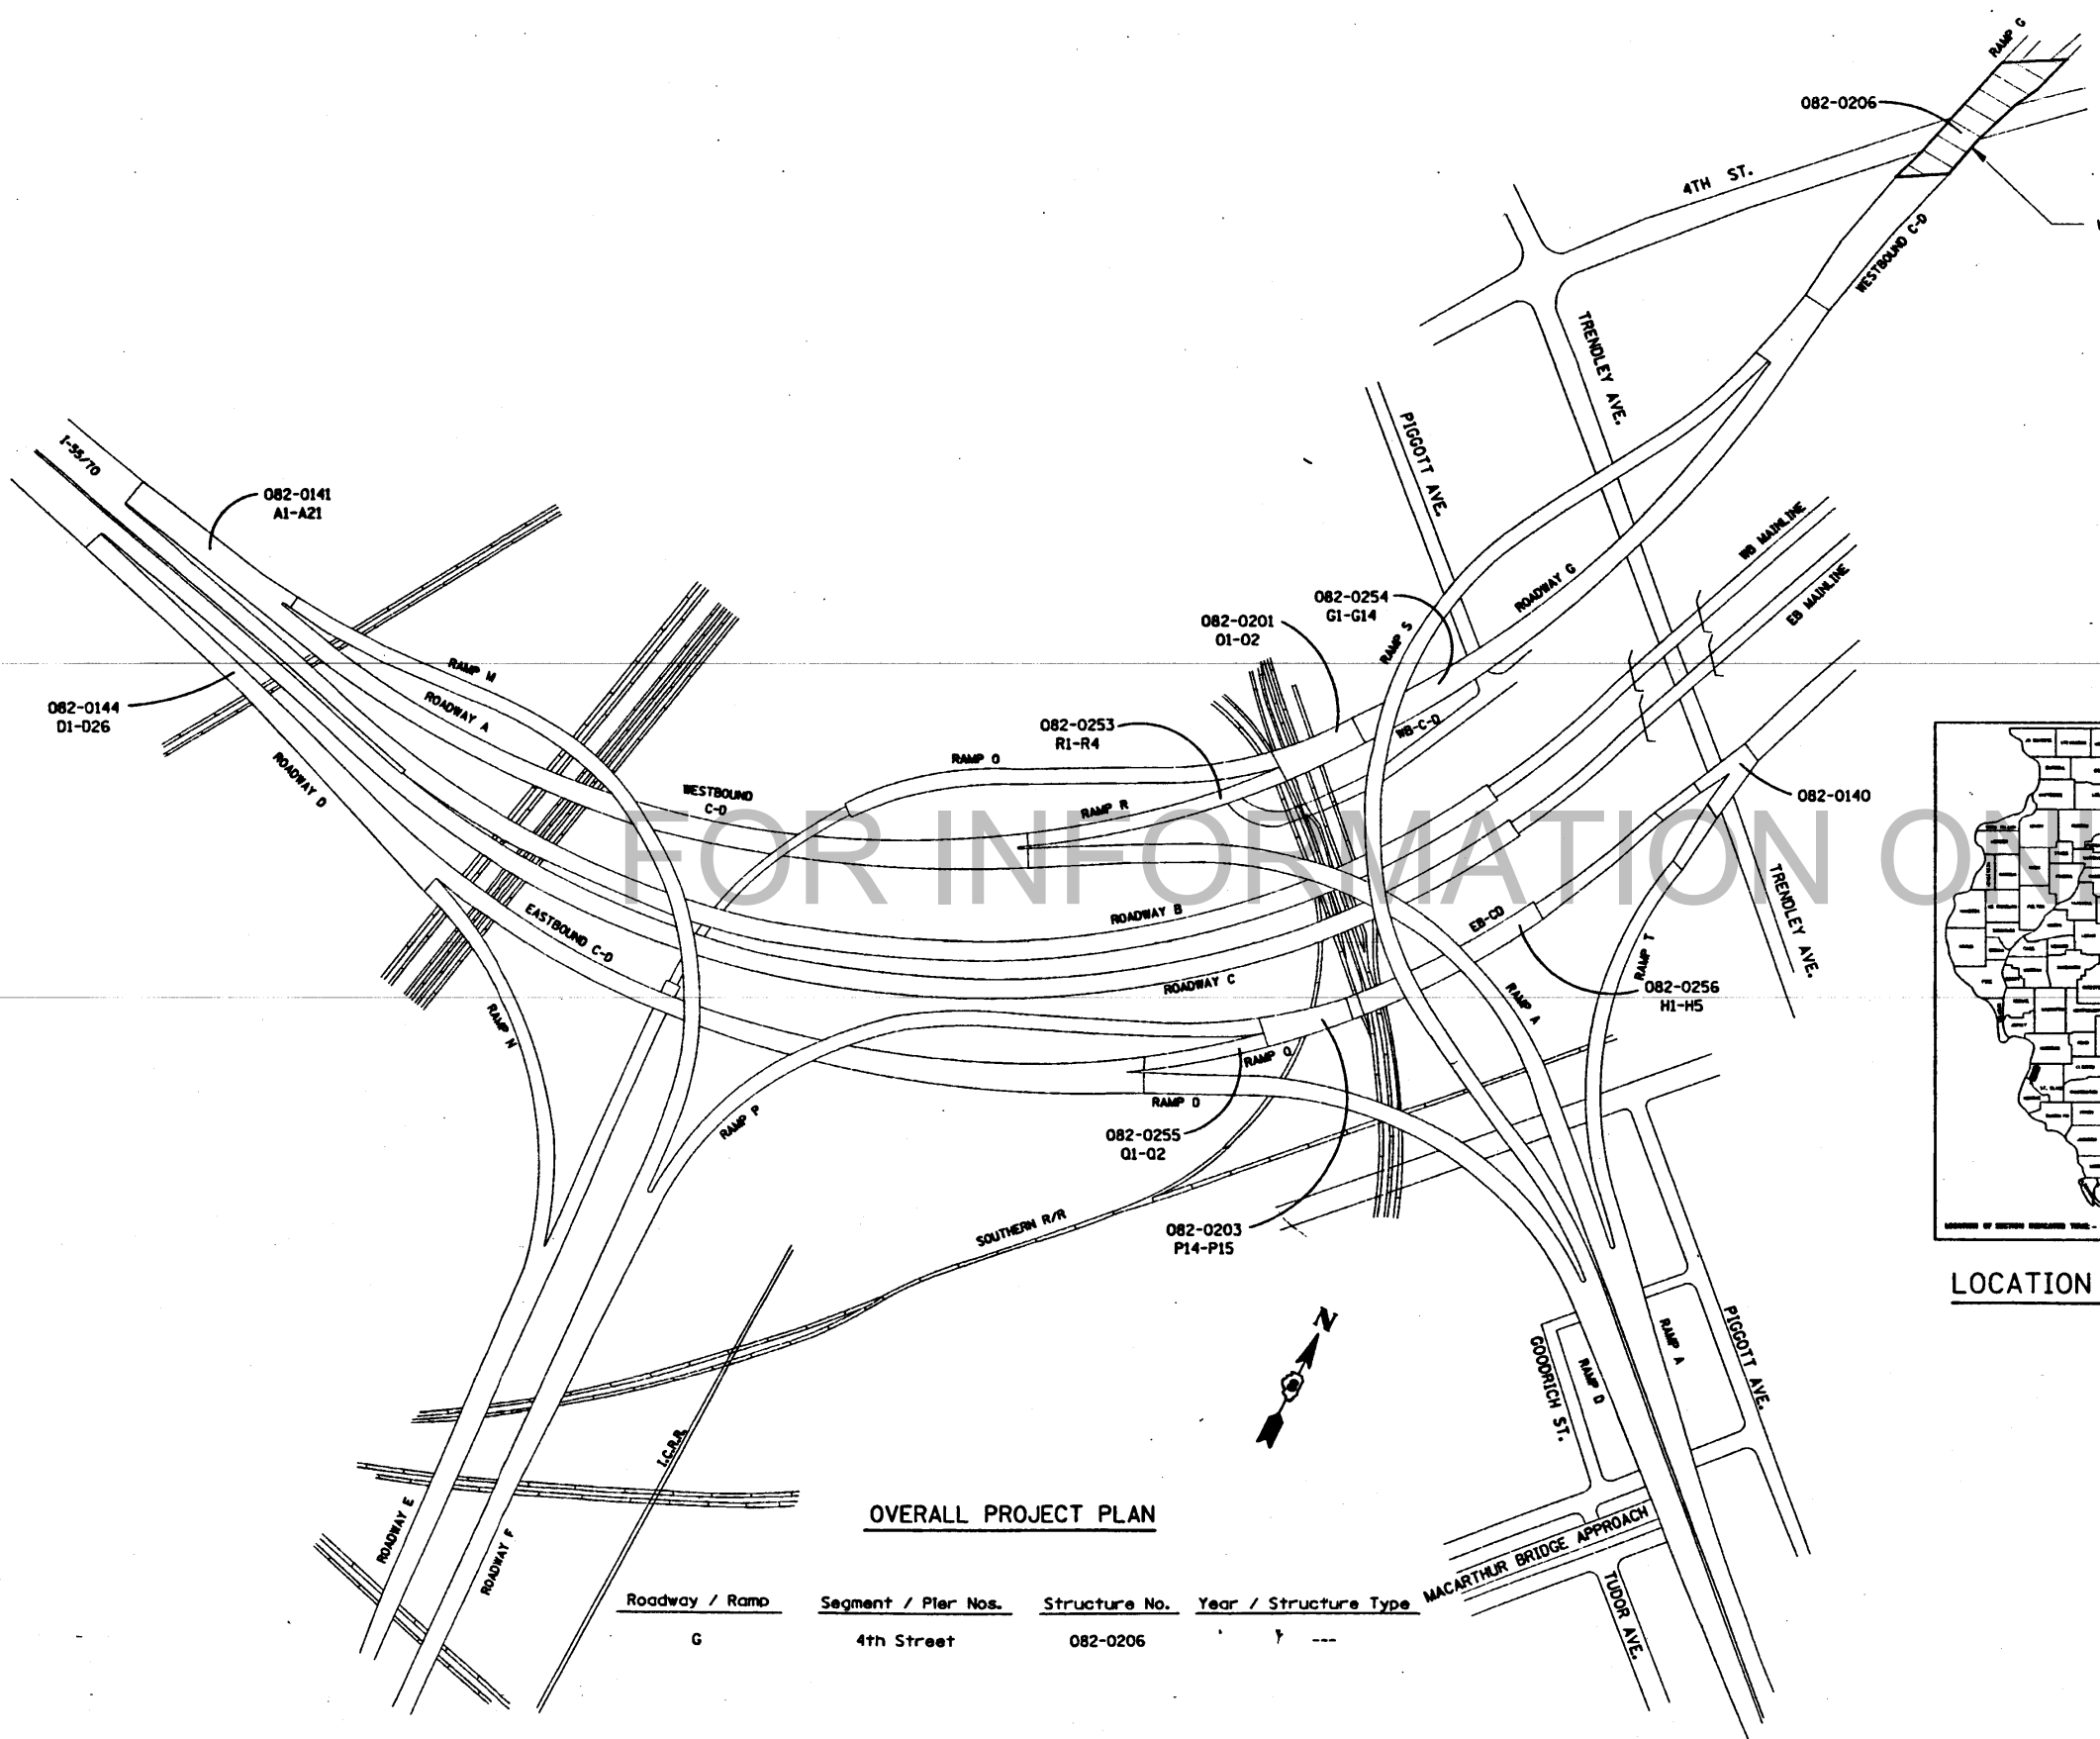 RAMP G
082-0206
4TH ST.
WESTBOUND C-D
TRENDLEY AVE.
PIGGOTT AVE.
I-55/70
082-0141
A1-A21
WB MAINLINE
EB MAINLINE
ROADWAY G
082-0254
G1-G14
082-0201
O1-O2
RAMP S
RAMP M
ROADWAY A
082-0144
D1-D26
082-0253
R1-R4
WB-C-D
RAMP O
ROADWAY D
WESTBOUND
C-D
RAMP R
082-0140
FOR INFORMATION ON
ROADWAY B
EASTBOUND C-D
EB-CD
TRENDLEY AVE.
RAMP T
ROADWAY C
082-0256
H1-H5
RAMP A
RAMP N
RAMP Q
RAMP D
RAMP P
082-0255
Q1-Q2
082-0203
P14-P15
SOUTHERN R/R
LOCATION OF SECTION INDICATED THUS: -
LOCATION
N
PIGGOTT AVE.
RAMP A
GOODRICH ST.
RAMP D
I.C.R.R.
ROADWAY E
ROADWAY F
MACARTHUR BRIDGE APPROACH
TUDOR AVE.
OVERALL PROJECT PLAN
Roadway / Ramp Segment / Pier Nos. Structure No. Year / Structure Type
G 4th Street 082-0206 ---